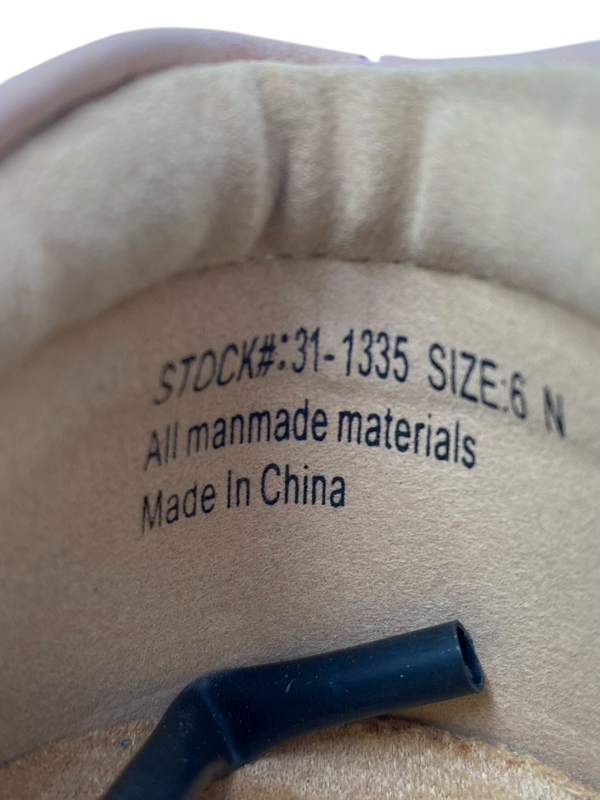 STOCK#:31-1335 SIZE:6 N
All manmade materials
Made In China